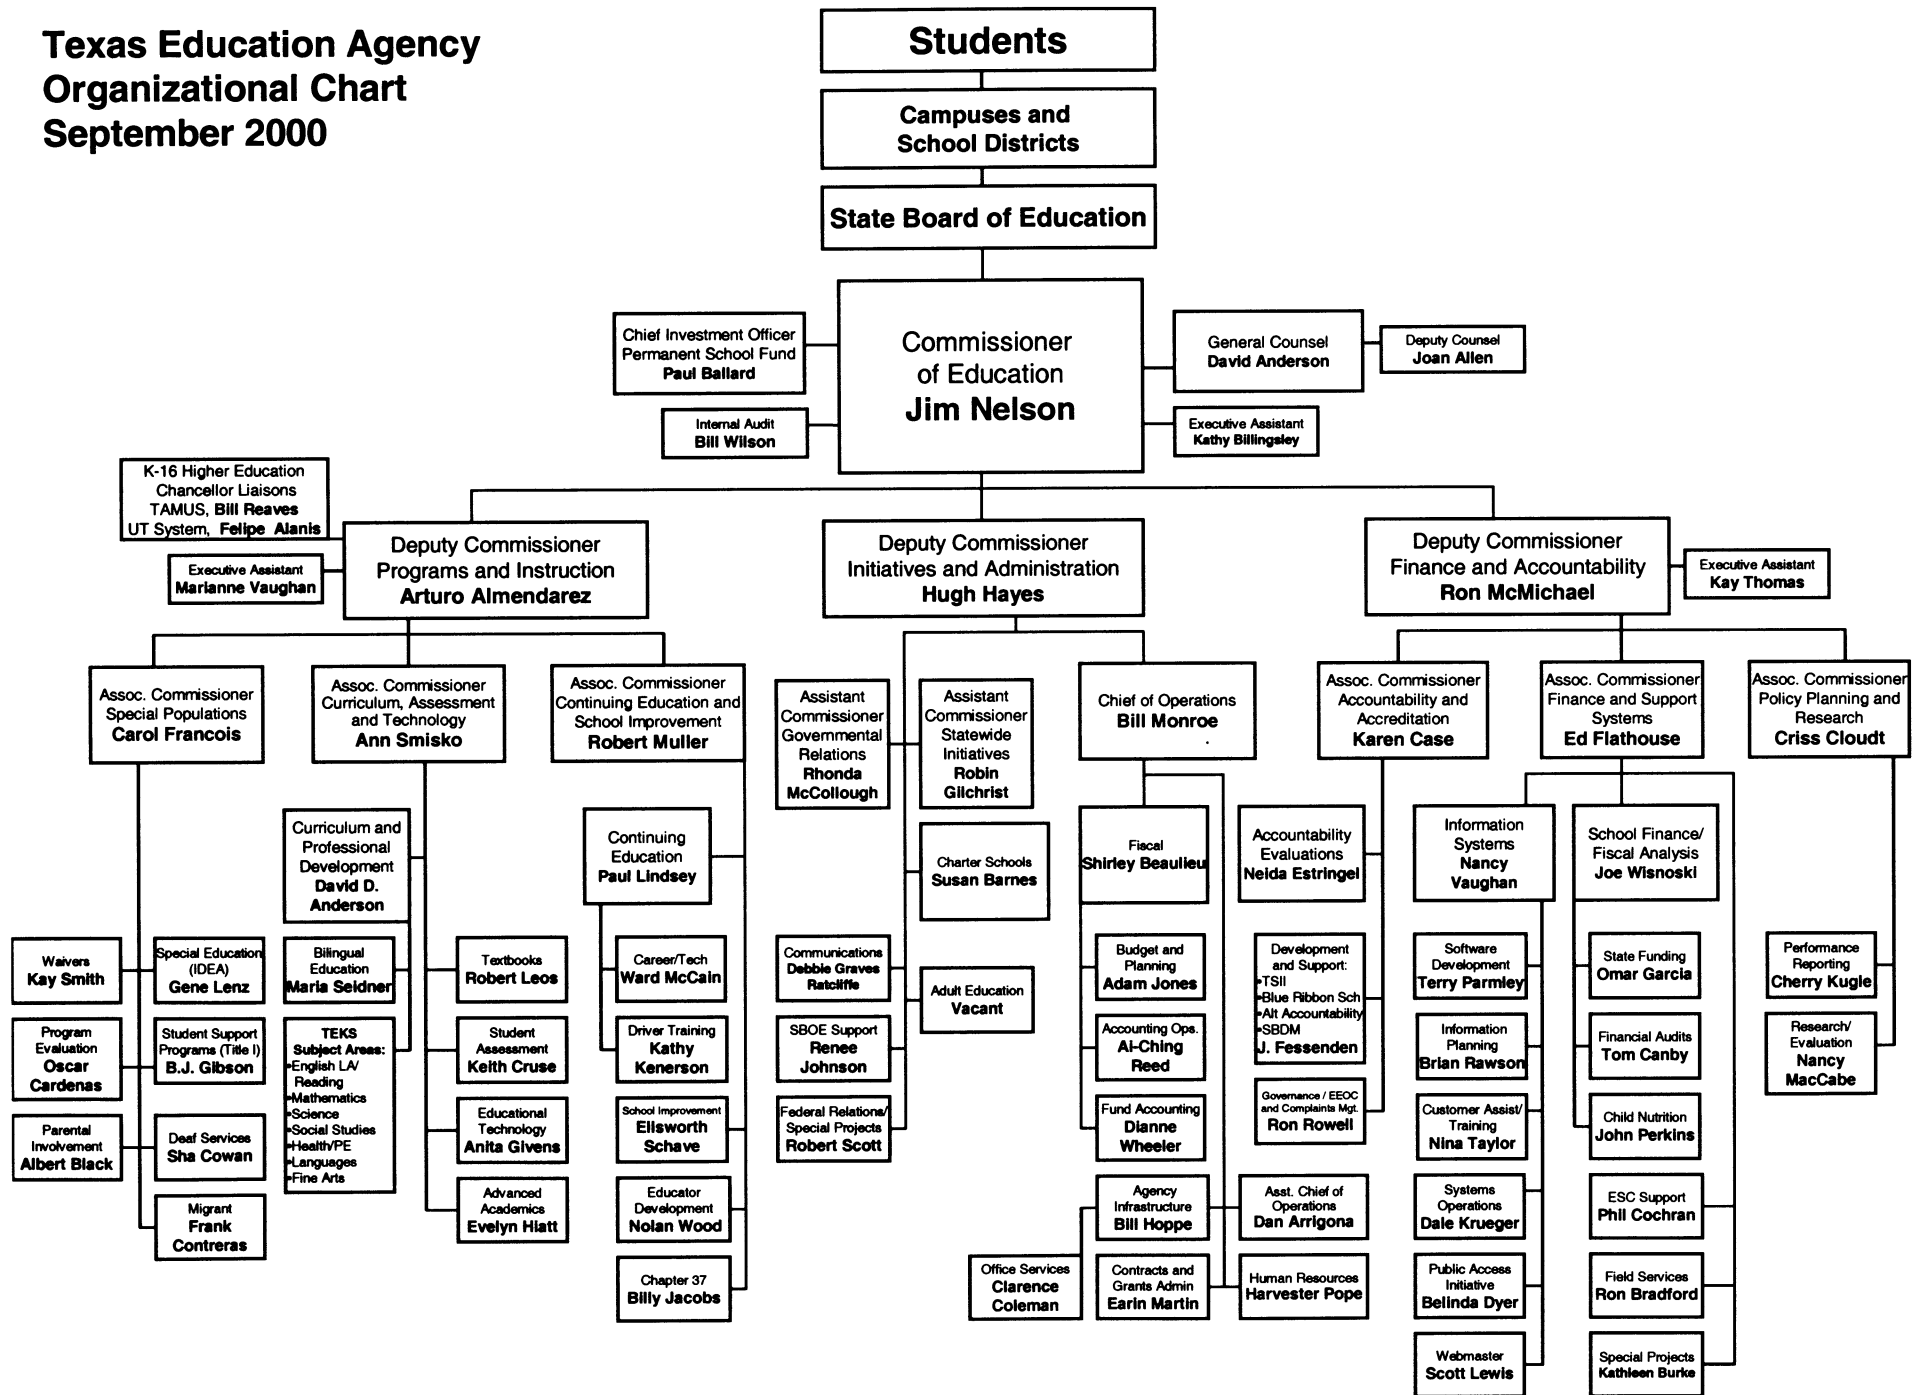 Texas Education Agency
Organizational Chart
September 2000
Students
Campuses and
School Districts
State Board of Education
Commissioner
of Education
Jim Nelson
Chief Investment Officer
Permanent School Fund
Paul Ballard
Internal Audit
Bill Wilson
General Counsel
David Anderson
Deputy Counsel
Joan Allen
Executive Assistant
Kathy Billingsley
K-16 Higher Education
Chancellor Liaisons
TAMUS, Bill Reaves
UT System, Felipe Alanis
Executive Assistant
Marianne Vaughan
Deputy Commissioner
Programs and Instruction
Arturo Almendarez
Deputy Commissioner
Initiatives and Administration
Hugh Hayes
Deputy Commissioner
Finance and Accountability
Ron McMichael
Executive Assistant
Kay Thomas
Assoc. Commissioner
Special Populations
Carol Francois
Assoc. Commissioner
Curriculum, Assessment
and Technology
Ann Smisko
Assoc. Commissioner
Continuing Education and
School Improvement
Robert Muller
Assistant
Commissioner
Governmental
Relations
Rhonda
McCollough
Assistant
Commissioner
Statewide
Initiatives
Robin
Gilchrist
Chief of Operations
Bill Monroe
Assoc. Commissioner
Accountability and
Accreditation
Karen Case
Assoc. Commissioner
Finance and Support
Systems
Ed Flathouse
Assoc. Commissioner
Policy Planning and
Research
Criss Cloudt
Curriculum and
Professional
Development
David D.
Anderson
Continuing
Education
Paul Lindsey
Charter Schools
Susan Barnes
Fiscal
Shirley Beaulieu
Accountability
Evaluations
Neida Estringel
Information
Systems
Nancy
Vaughan
School Finance/
Fiscal Analysis
Joe Wisnoski
Waivers
Kay Smith
Special Education
(IDEA)
Gene Lenz
Bilingual
Education
Maria Seidner
Textbooks
Robert Leos
Career/Tech
Ward McCain
Communications
Debbie Graves
Ratcliffe
Adult Education
Vacant
Budget and
Planning
Adam Jones
Development
and Support:
•TSII
•Blue Ribbon Sch
•Alt Accountability
•SBDM
J. Fessenden
Software
Development
Terry Parmley
State Funding
Omar Garcia
Performance
Reporting
Cherry Kugle
Program
Evaluation
Oscar
Cardenas
Student Support
Programs (Title I)
B.J. Gibson
TEKS
Subject Areas:
•English LA/
Reading
•Mathematics
•Science
•Social Studies
•Health/PE
•Languages
•Fine Arts
Student
Assessment
Keith Cruse
Driver Training
Kathy
Kenerson
SBOE Support
Renee
Johnson
Accounting Ops.
Ai-Ching
Reed
Information
Planning
Brian Rawson
Financial Audits
Tom Canby
Research/
Evaluation
Nancy
MacCabe
Parental
Involvement
Albert Black
Deaf Services
Sha Cowan
Educational
Technology
Anita Givens
School Improvement
Ellsworth
Schave
Federal Relations/
Special Projects
Robert Scott
Fund Accounting
Dianne
Wheeler
Governance / EEOC
and Complaints Mgt.
Ron Rowell
Customer Assist/
Training
Nina Taylor
Child Nutrition
John Perkins
Migrant
Frank
Contreras
Advanced
Academics
Evelyn Hiatt
Educator
Development
Nolan Wood
Agency
Infrastructure
Bill Hoppe
Asst. Chief of
Operations
Dan Arrigona
Systems
Operations
Dale Krueger
ESC Support
Phil Cochran
Chapter 37
Billy Jacobs
Office Services
Clarence
Coleman
Contracts and
Grants Admin
Earin Martin
Human Resources
Harvester Pope
Public Access
Initiative
Belinda Dyer
Field Services
Ron Bradford
Webmaster
Scott Lewis
Special Projects
Kathleen Burke